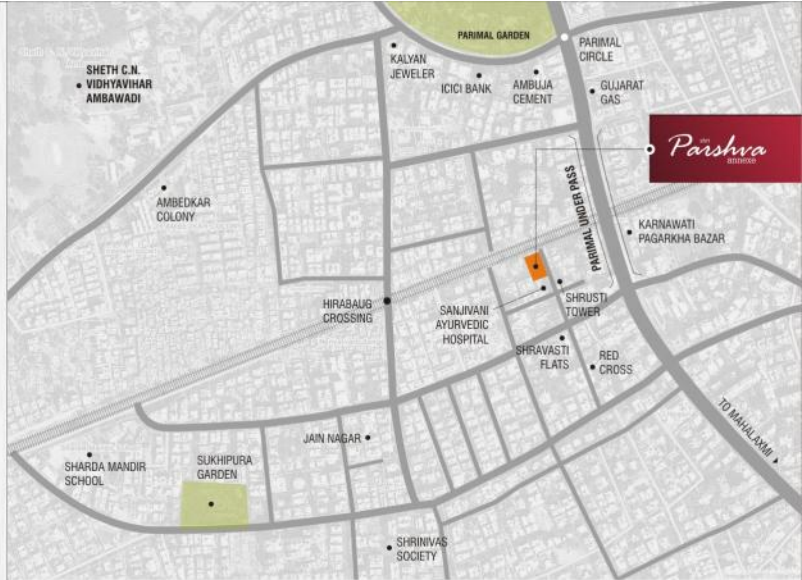 PARIMAL GARDEN
PARIMAL
CIRCLE
KALYAN
JEWELER
ICICI BANK
AMBUJA
CEMENT
GUJARAT
GAS
SHETH C.N.
VIDHYAVIHAR
AMBAWADI
shri
Parshva
annexe
AMBEDKAR
COLONY
PARIMAL UNDER PASS
KARNAWATI
PAGARKHA BAZAR
HIRABAUG
CROSSING
SANJIVANI
AYURVEDIC
HOSPITAL
SHRUSTI
TOWER
SHRAVASTI
FLATS
RED
CROSS
TO MAHALAXMI
JAIN NAGAR
SHARDA MANDIR
SCHOOL
SUKHIPURA
GARDEN
SHRINIVAS
SOCIETY